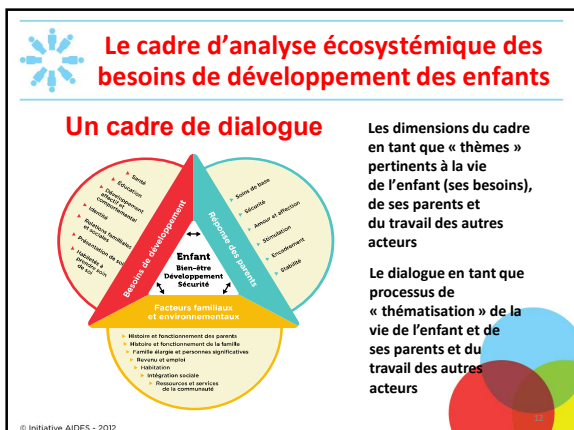 Le cadre d'analyse écosystémique des
besoins de développement des enfants
Un cadre de dialogue
Santé
Éducation
Développement
affectif et
comportemental
Identité
Relations familiales
et sociales
Présentation de soi
Habiletés à
prendre soin
de soi
Besoins de développement
Réponse des parents
Soins de base
Sécurité
Amour et affection
Stimulation
Encadrement
Stabilité
Enfant
Bien-être
Développement
Sécurité
Facteurs familiaux
et environnementaux
Histoire et fonctionnement des parents
Histoire et fonctionnement de la famille
Famille élargie et personnes significatives
Revenu et emploi
Habitation
Intégration sociale
Ressources et services
de la communauté
Les dimensions du cadre
en tant que « thèmes »
pertinents à la vie
de l'enfant (ses besoins),
de ses parents et
du travail des autres
acteurs
Le dialogue en tant que
processus de
« thématisation » de la
vie de l'enfant et de
ses parents et du
travail des autres
acteurs
12
© Initiative AIDES - 2012